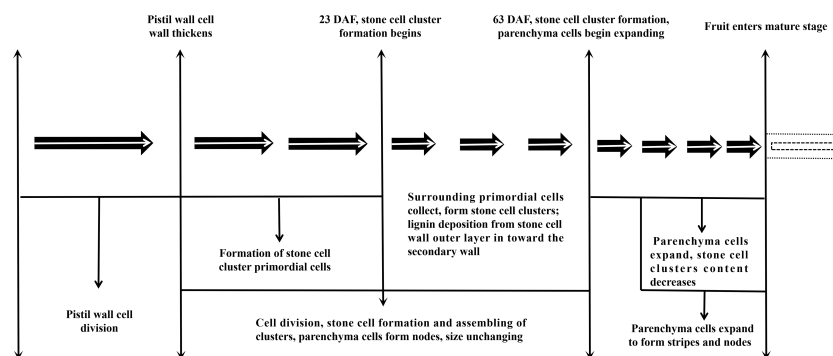 Pistil wall cell
wall thickens
23 DAF, stone cell cluster
formation begins
63 DAF, stone cell cluster formation,
parenchyma cells begin expanding
Fruit enters mature stage
Surrounding primordial cells
collect, form stone cell clusters;
lignin deposition from stone cell
wall outer layer in toward the
secondary wall
Formation of stone cell
cluster primordial cells
Parenchyma cells
expand, stone cell
clusters content
decreases
Pistil wall cell
division
Cell division, stone cell formation and assembling of
clusters, parenchyma cells form nodes, size unchanging
Parenchyma cells expand
to form stripes and nodes